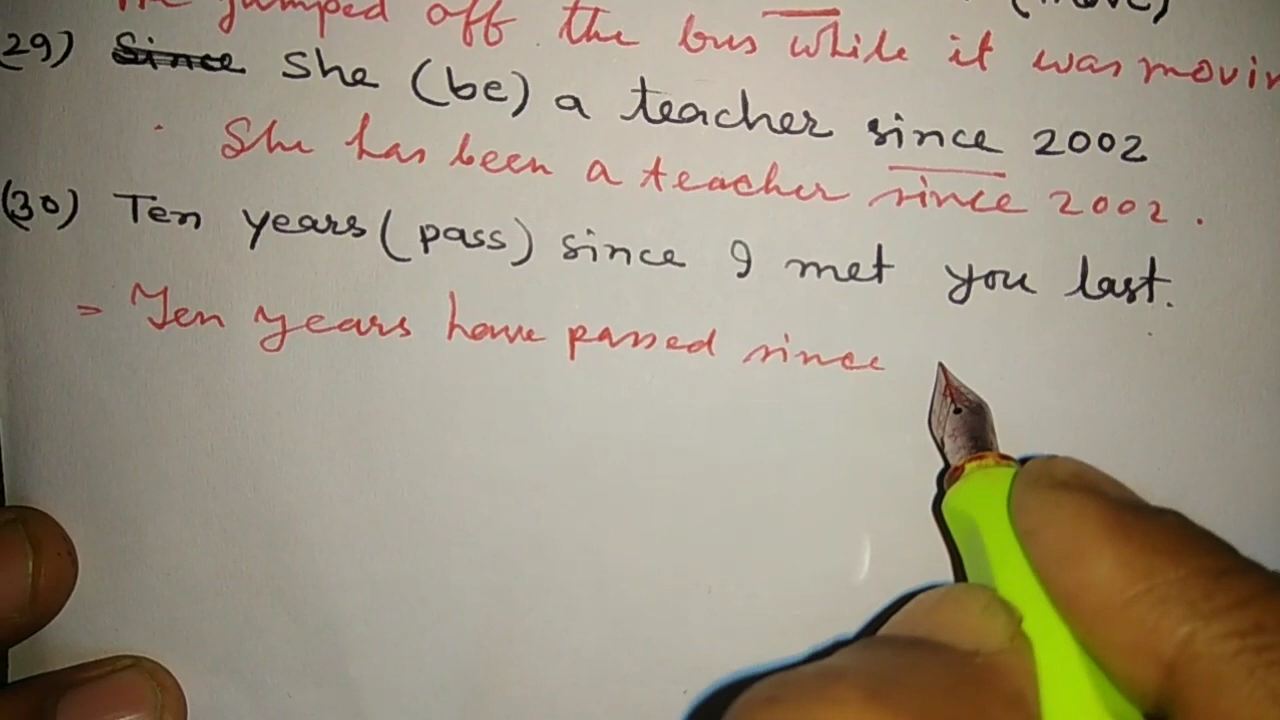 He jumped off the bus while it was movin
(move)
(29) Since She (be) a teacher since 2002
She has been a teacher since 2002.
(30) Ten years (pass) since I met you last.
= Ten years have passed since